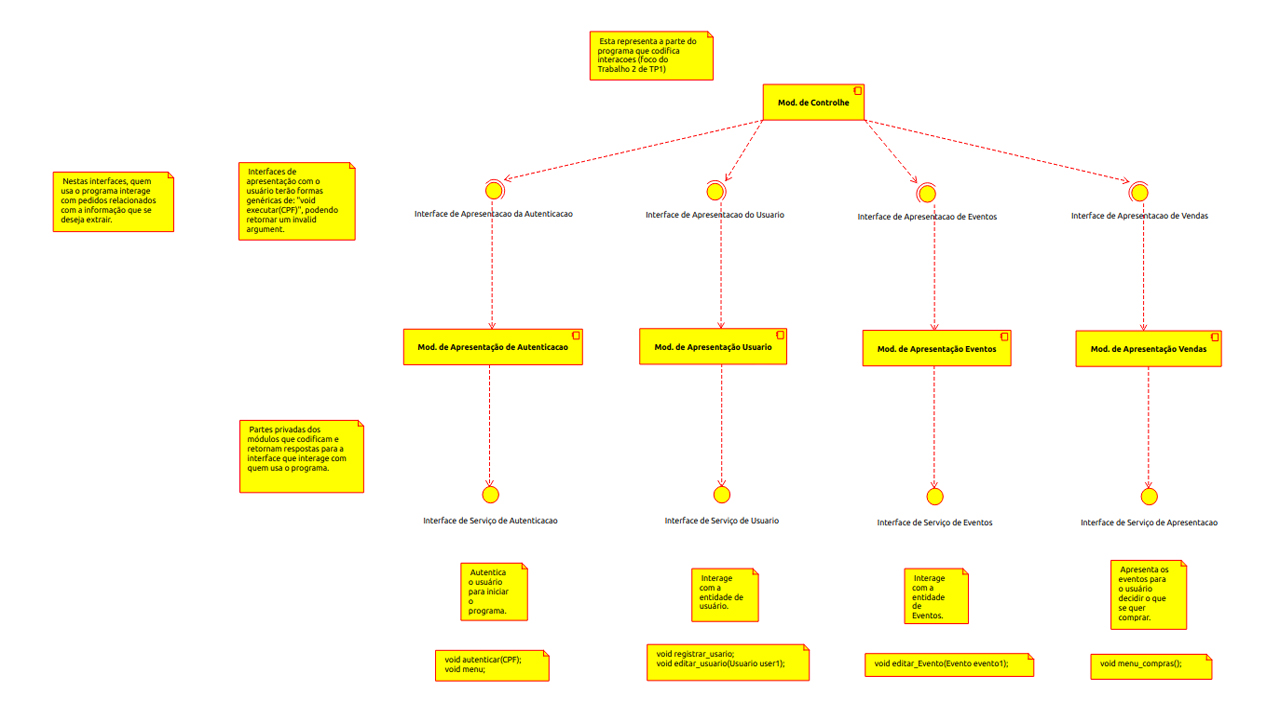 Esta representa a parte do
programa que codifica
interacoes (foco do
Trabalho 2 de TP1)
Mod. de Controlhe
Nestas interfaces, quem
usa o programa interage
com pedidos relacionados
com a informação que se
deseja extrair.
Interfaces de
apresentação com o
usuário terão formas
genéricas de: "void
executar(CPF)", podendo
retornar um invalid
argument.
Interface de Apresentacao da Autenticacao
Interface de Apresentacao do Usuario
Interface de Apresentacao de Eventos
Interface de Apresentacao de Vendas
Mod. de Apresentação de Autenticacao
Mod. de Apresentação Usuario
Mod. de Apresentação Eventos
Mod. de Apresentação Vendas
Partes privadas dos
módulos que codificam e
retornam respostas para a
interface que interage com
quem usa o programa.
Interface de Serviço de Autenticacao
Interface de Serviço de Usuario
Interface de Serviço de Eventos
Interface de Serviço de Apresentacao
Autentica
o usuário
para iniciar
o
programa.
Interage
com a
entidade de
usuário.
Interage
com a
entidade
de
Eventos.
Apresenta os
eventos para
o usuário
decidir o que
se quer
comprar.
void autenticar(CPF);
void menu;
void registrar_usario;
void editar_usuario(Usuario user1);
void editar_Evento(Evento evento1);
void menu_compras();